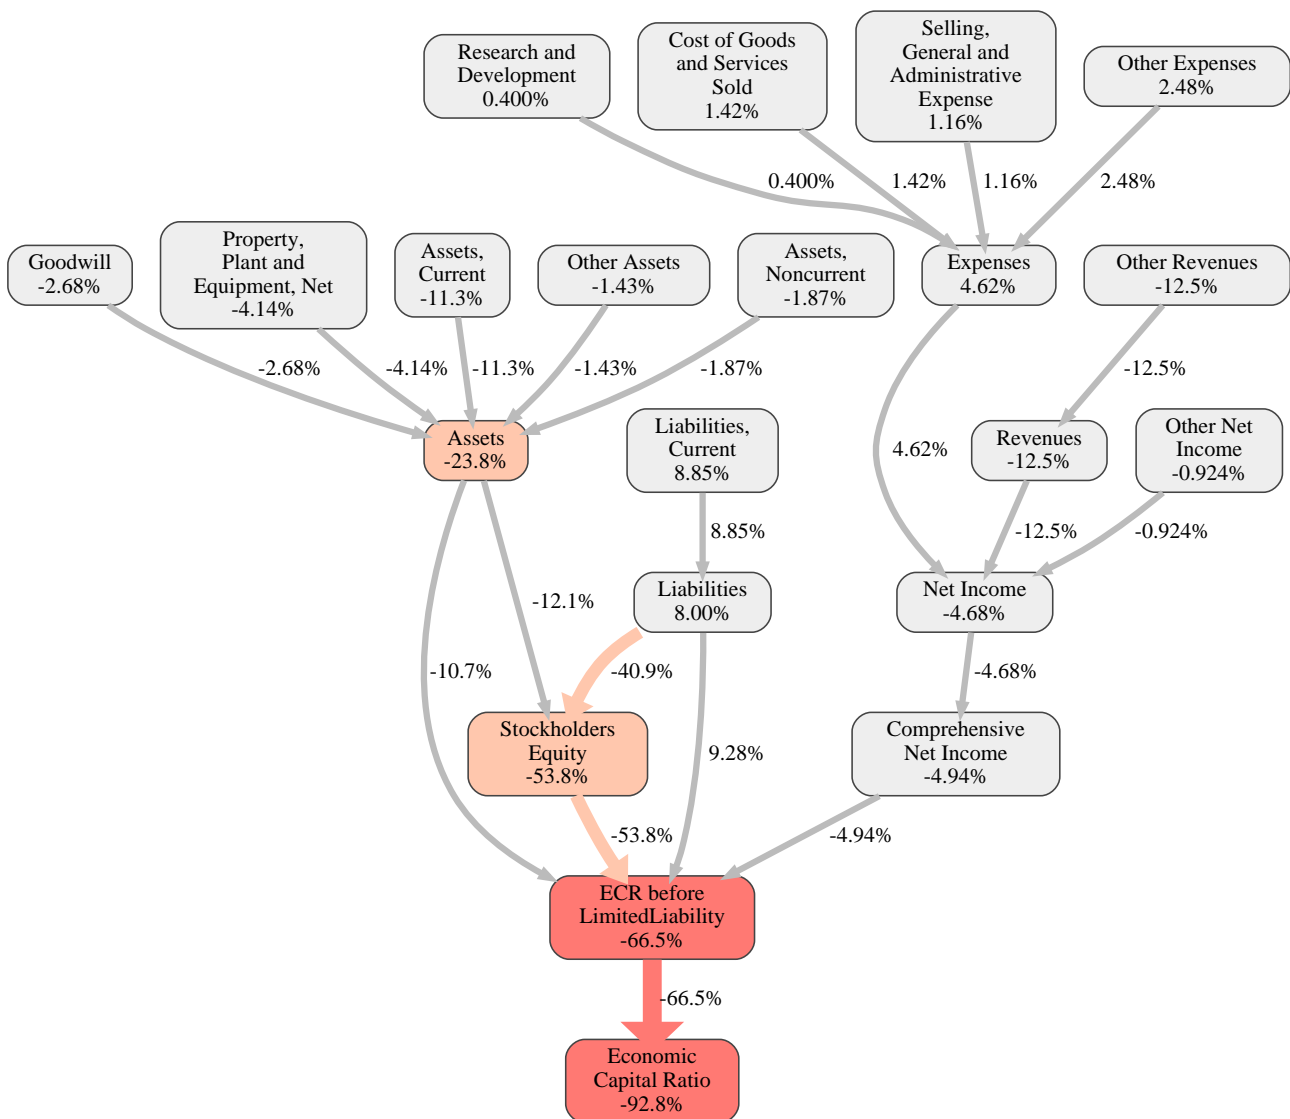 Research and
Development
0.400%
Cost of Goods
and Services
Sold
1.42%
Selling,
General and
Administrative
Expense
1.16%
Other Expenses
2.48%
0.400%
1.42%
1.16%
2.48%
Goodwill
-2.68%
Property,
Plant and
Equipment, Net
-4.14%
Assets,
Current
-11.3%
Other Assets
-1.43%
Assets,
Noncurrent
-1.87%
Expenses
4.62%
Other Revenues
-12.5%
-2.68%
-4.14%
-11.3%
-1.43%
-1.87%
-12.5%
Assets
-23.8%
Liabilities,
Current
8.85%
4.62%
Revenues
-12.5%
Other Net
Income
-0.924%
8.85%
-12.5%
-0.924%
-12.1%
Liabilities
8.00%
Net Income
-4.68%
-10.7%
-40.9%
-4.68%
Stockholders
Equity
-53.8%
9.28%
Comprehensive
Net Income
-4.94%
-53.8%
-4.94%
ECR before
LimitedLiability
-66.5%
-66.5%
Economic
Capital Ratio
-92.8%